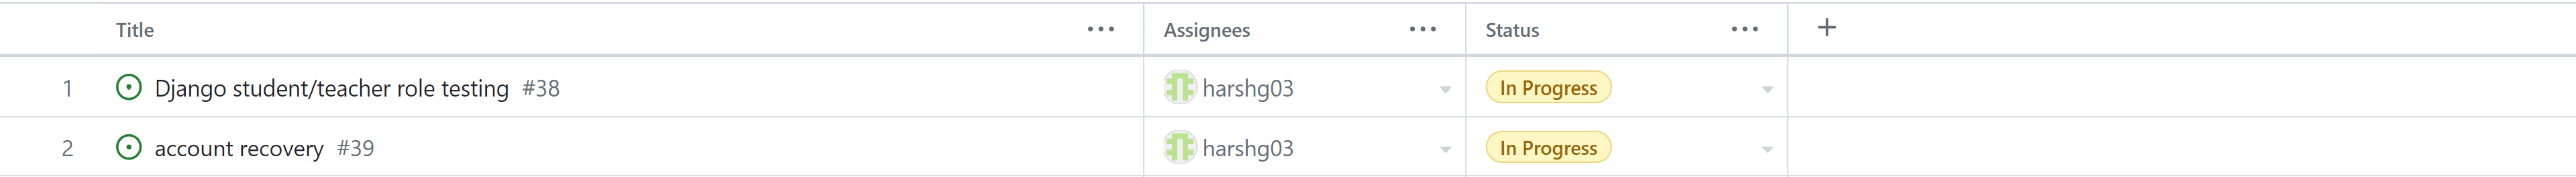 Title ... Assignees ... Status ... +
1 Django student/teacher role testing #38 harshg03 In Progress
2 account recovery #39 harshg03 In Progress